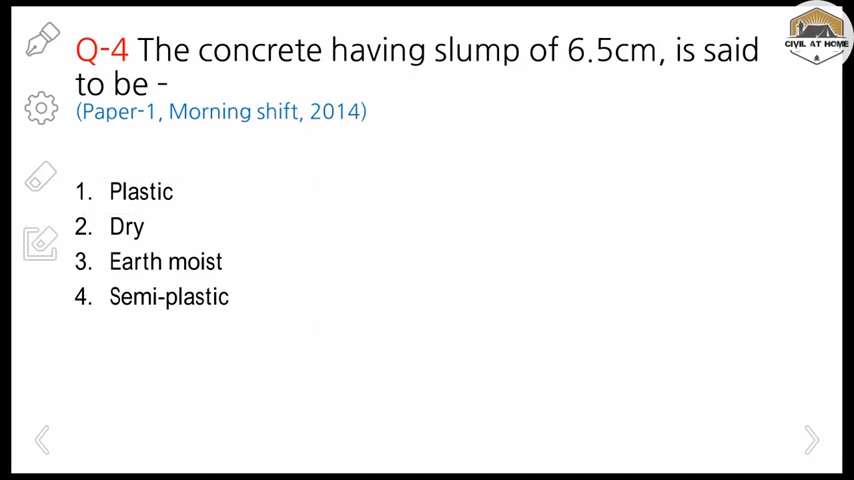 CIVIL AT HOME
Q-4 The concrete having slump of 6.5cm, is said
to be -
(Paper-1, Morning shift, 2014)
1. Plastic
2. Dry
3. Earth moist
4. Semi-plastic